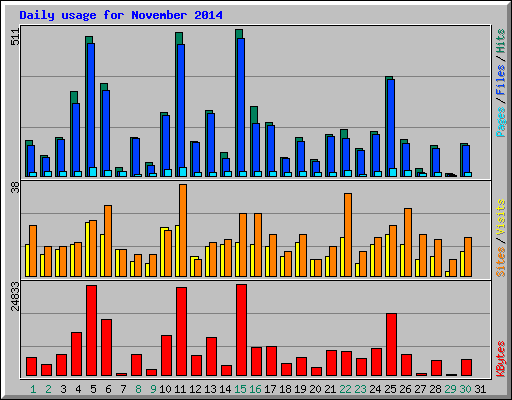 Daily usage for November 2014
511
Pages / Files / Hits
38
Sites / Visits
24833
KBytes
1 2 3 4 5 6 7 8 9 10 11 12 13 14 15 16 17 18 19 20 21 22 23 24 25 26 27 28 29 30 31